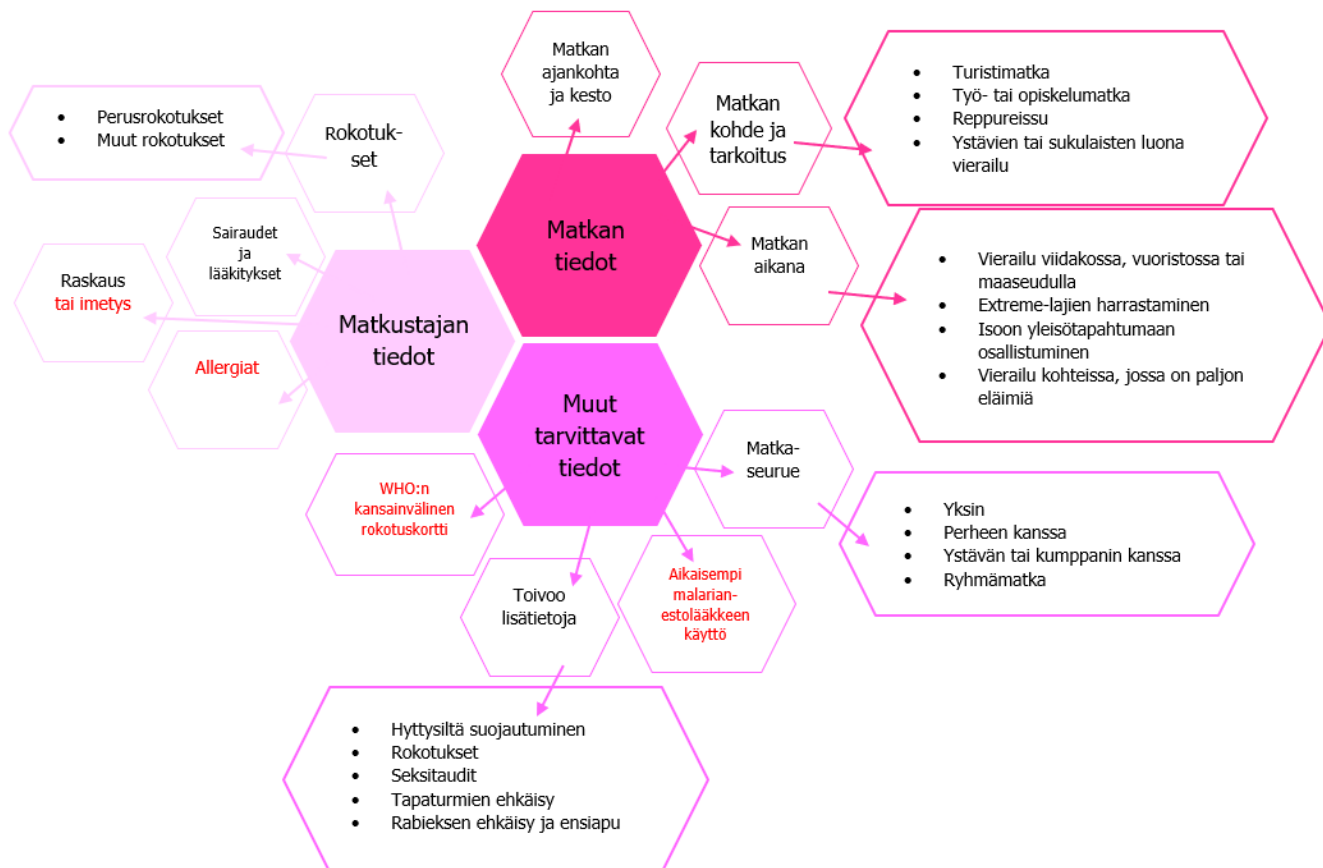 Matkan
tiedot
Matkan
ajankohta
ja kesto
Matkan
kohde ja
tarkoitus
• Turistimatka
• Työ- tai opiskelumatka
• Reppureissu
• Ystävien tai sukulaisten luona
vierailu
Matkan
aikana
• Vierailu viidakossa, vuoristossa tai
maaseudulla
• Extreme-lajien harrastaminen
• Isoon yleisötapahtumaan
osallistuminen
• Vierailu kohteissa, jossa on paljon
eläimiä
Matkustajan
tiedot
Rokotuk-
set
• Perusrokotukset
• Muut rokotukset
Sairaudet
ja
lääkitykset
Raskaus
tai imetys
Allergiat
Muut
tarvittavat
tiedot
Matka-
seurue
• Yksin
• Perheen kanssa
• Ystävän tai kumppanin kanssa
• Ryhmämatka
WHO:n
kansainvälinen
rokotuskortti
Toivoo
lisätietoja
• Hyttysiltä suojautuminen
• Rokotukset
• Seksitaudit
• Tapaturmien ehkäisy
• Rabieksen ehkäisy ja ensiapu
Aikaisempi
malarian-
estolääkkeen
käyttö